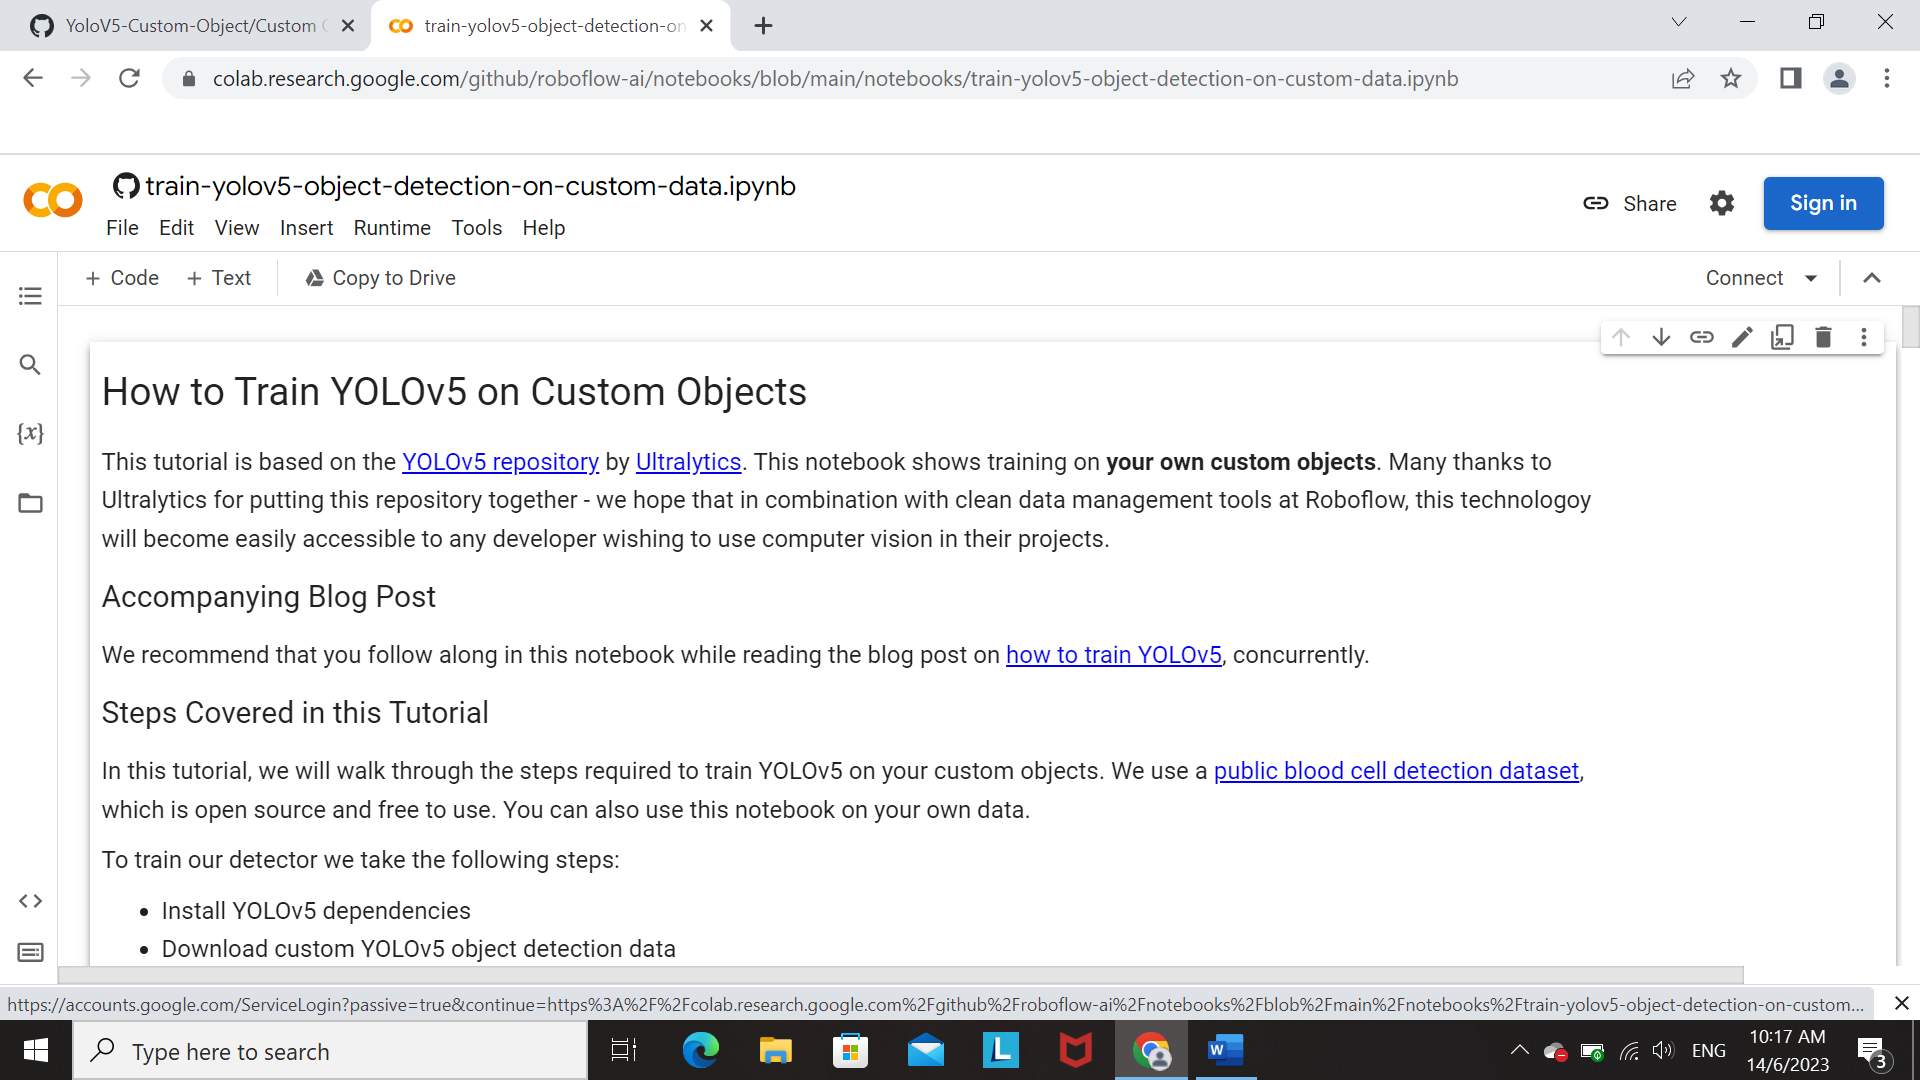 YoloV5-Custom-Object/Custom
train-yolov5-object-detection-on
colab.research.google.com/github/roboflow-ai/notebooks/blob/main/notebooks/train-yolov5-object-detection-on-custom-data.ipynb
train-yolov5-object-detection-on-custom-data.ipynb
File Edit View Insert Runtime Tools Help
Share
Sign in
+ Code + Text Copy to Drive
Connect
{x}
How to Train YOLOv5 on Custom Objects
This tutorial is based on the YOLOv5 repository by Ultralytics. This notebook shows training on your own custom objects. Many thanks to
Ultralytics for putting this repository together - we hope that in combination with clean data management tools at Roboflow, this technologoy
will become easily accessible to any developer wishing to use computer vision in their projects.
Accompanying Blog Post
We recommend that you follow along in this notebook while reading the blog post on how to train YOLOv5, concurrently.
Steps Covered in this Tutorial
In this tutorial, we will walk through the steps required to train YOLOv5 on your custom objects. We use a public blood cell detection dataset,
which is open source and free to use. You can also use this notebook on your own data.
To train our detector we take the following steps:
• Install YOLOv5 dependencies
• Download custom YOLOv5 object detection data
https://accounts.google.com/ServiceLogin?passive=true&continue=https%3A%2F%2Fcolab.research.google.com%2Fgithub%2Froboflow-ai%2Fnotebooks%2Fblob%2Fmain%2Fnotebooks%2Ftrain-yolov5-object-detection-on-custom...
Type here to search
L
W
ENG
10:17 AM
14/6/2023
3